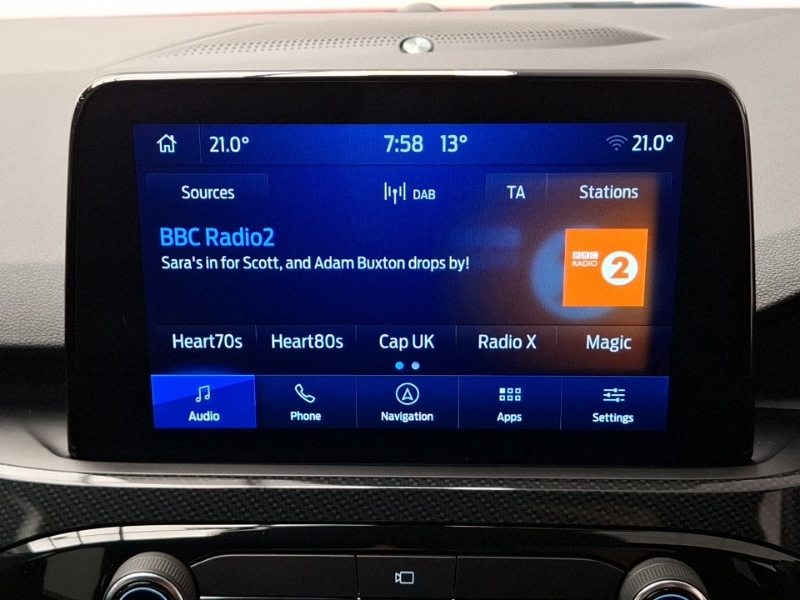 21.0° 7:58 13° 21.0°
Sources DAB TA Stations
BBC Radio2
Sara's in for Scott, and Adam Buxton drops by!
BBC
RADIO 2
Heart70s Heart80s Cap UK Radio X Magic
Audio Phone Navigation Apps Settings